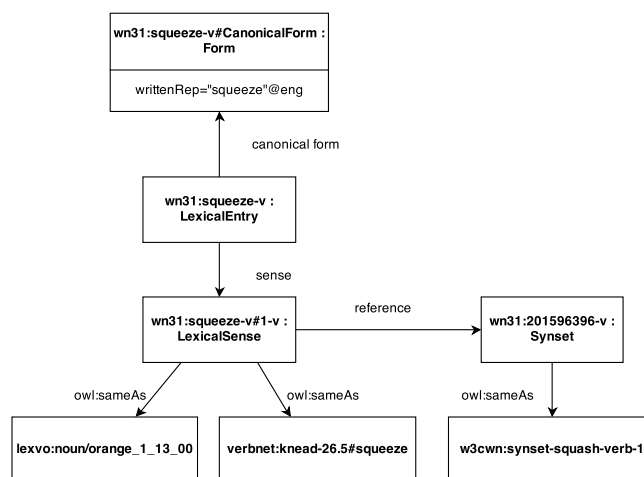 wn31:squeeze-v#CanonicalForm :
Form
writtenRep="squeeze"@eng
canonical form
wn31:squeeze-v :
LexicalEntry
sense
wn31:squeeze-v#1-v :
LexicalSense
reference
wn31:201596396-v :
Synset
owl:sameAs
owl:sameAs
owl:sameAs
lexvo:noun/orange_1_13_00
verbnet:knead-26.5#squeeze
w3cwn:synset-squash-verb-1